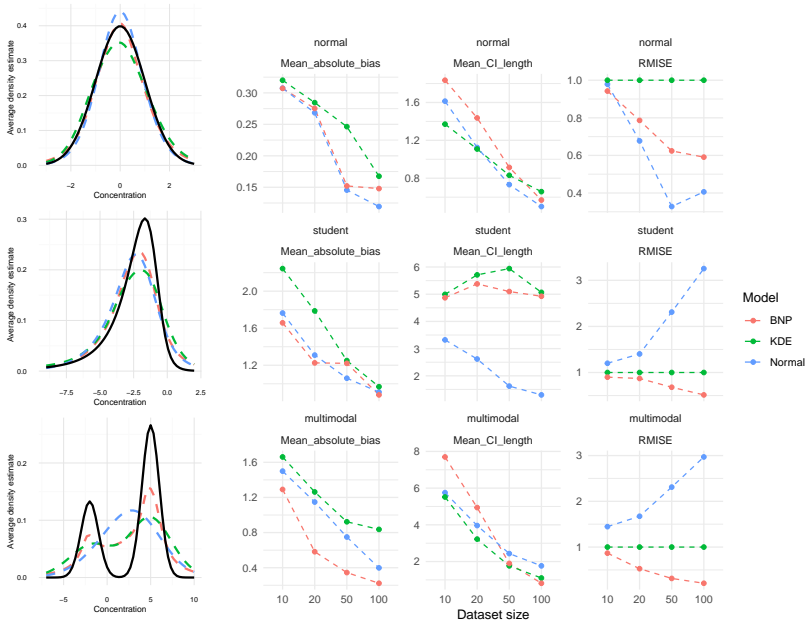 0.4
0.3
0.2
0.1
0.0
Average density estimate
-2
0
2
Concentration
normal
Mean_absolute_bias
0.30
0.25
0.20
0.15
normal
Mean_CI_length
1.6
1.2
0.8
normal
RMISE
1.0
0.8
0.6
0.4
0.3
0.2
0.1
0.0
Average density estimate
-7.5
-5.0
-2.5
0.0
2.5
Concentration
student
Mean_absolute_bias
2.0
1.6
1.2
student
Mean_CI_length
6
5
4
3
2
student
RMISE
3
2
1
Model
BNP
KDE
Normal
0.2
0.1
0.0
Average density estimate
-5
0
5
10
Concentration
multimodal
Mean_absolute_bias
1.6
1.2
0.8
0.4
10
20
50
100
multimodal
Mean_CI_length
8
6
4
2
10
20
50
100
multimodal
RMISE
3
2
1
10
20
50
100
Dataset size